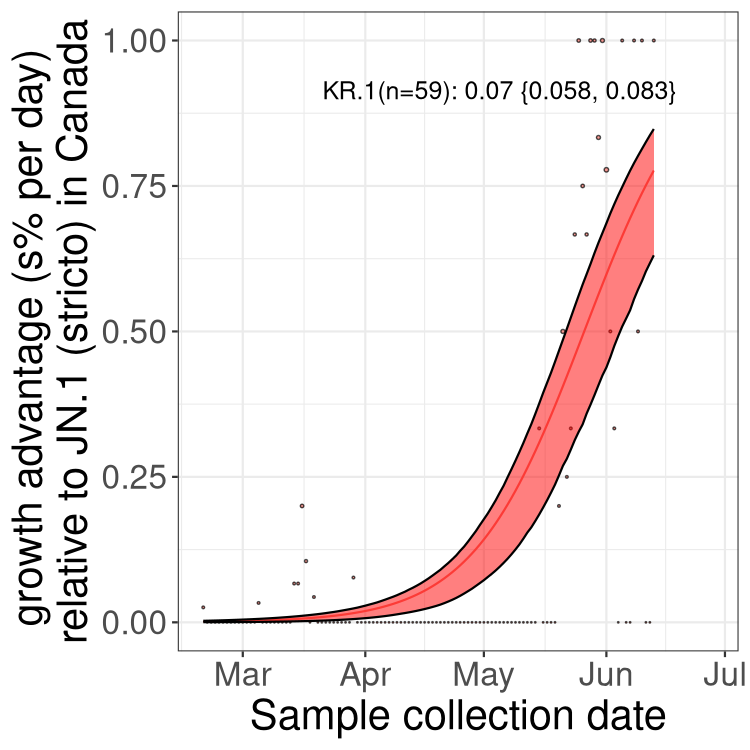 growth advantage (s% per day)
relative to JN.1 (stricto) in Canada
1.00
0.75
0.50
0.25
0.00
KR.1(n=59): 0.07 {0.058, 0.083}
Mar Apr May Jun Jul
Sample collection date